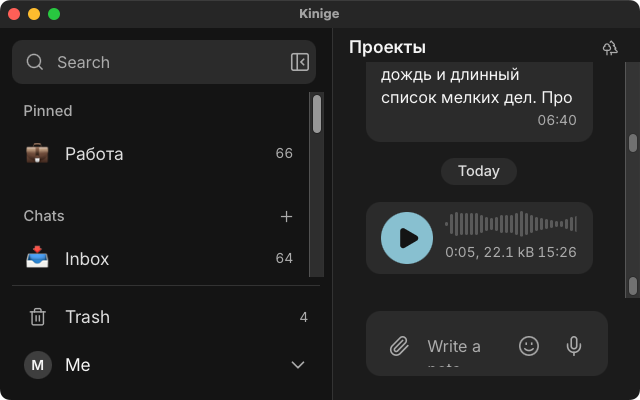 Kinige
Search
Pinned
Работа 66
Chats
Inbox 64
Trash 4
M Me
Проекты
дождь и длинный
список мелких дел. Про
06:40
Today
0:05, 22.1 kB 15:26
Write a